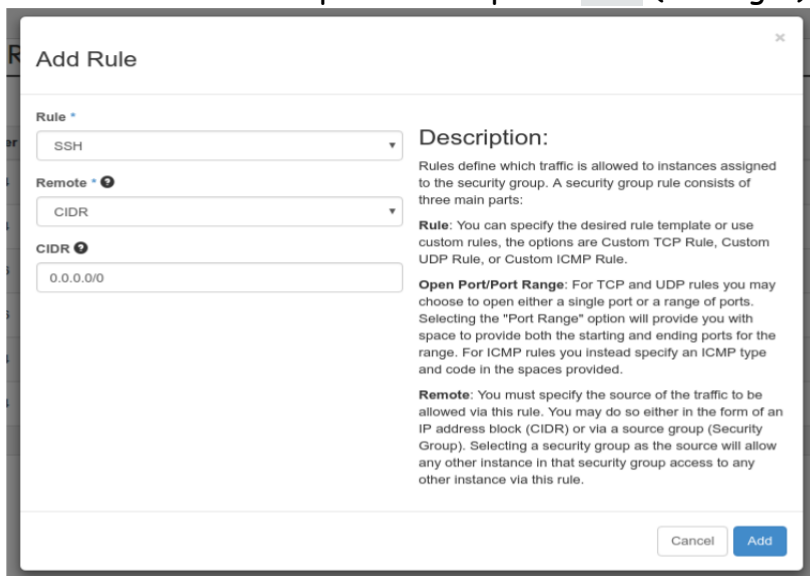 ×
Add Rule
Rule *
SSH
Remote * ?
CIDR
CIDR ?
0.0.0.0/0
Description:
Rules define which traffic is allowed to instances assigned
to the security group. A security group rule consists of
three main parts:
Rule: You can specify the desired rule template or use
custom rules, the options are Custom TCP Rule, Custom
UDP Rule, or Custom ICMP Rule.
Open Port/Port Range: For TCP and UDP rules you may
choose to open either a single port or a range of ports.
Selecting the "Port Range" option will provide you with
space to provide both the starting and ending ports for the
range. For ICMP rules you instead specify an ICMP type
and code in the spaces provided.
Remote: You must specify the source of the traffic to be
allowed via this rule. You may do so either in the form of an
IP address block (CIDR) or via a source group (Security
Group). Selecting a security group as the source will allow
any other instance in that security group access to any
other instance via this rule.
Cancel
Add